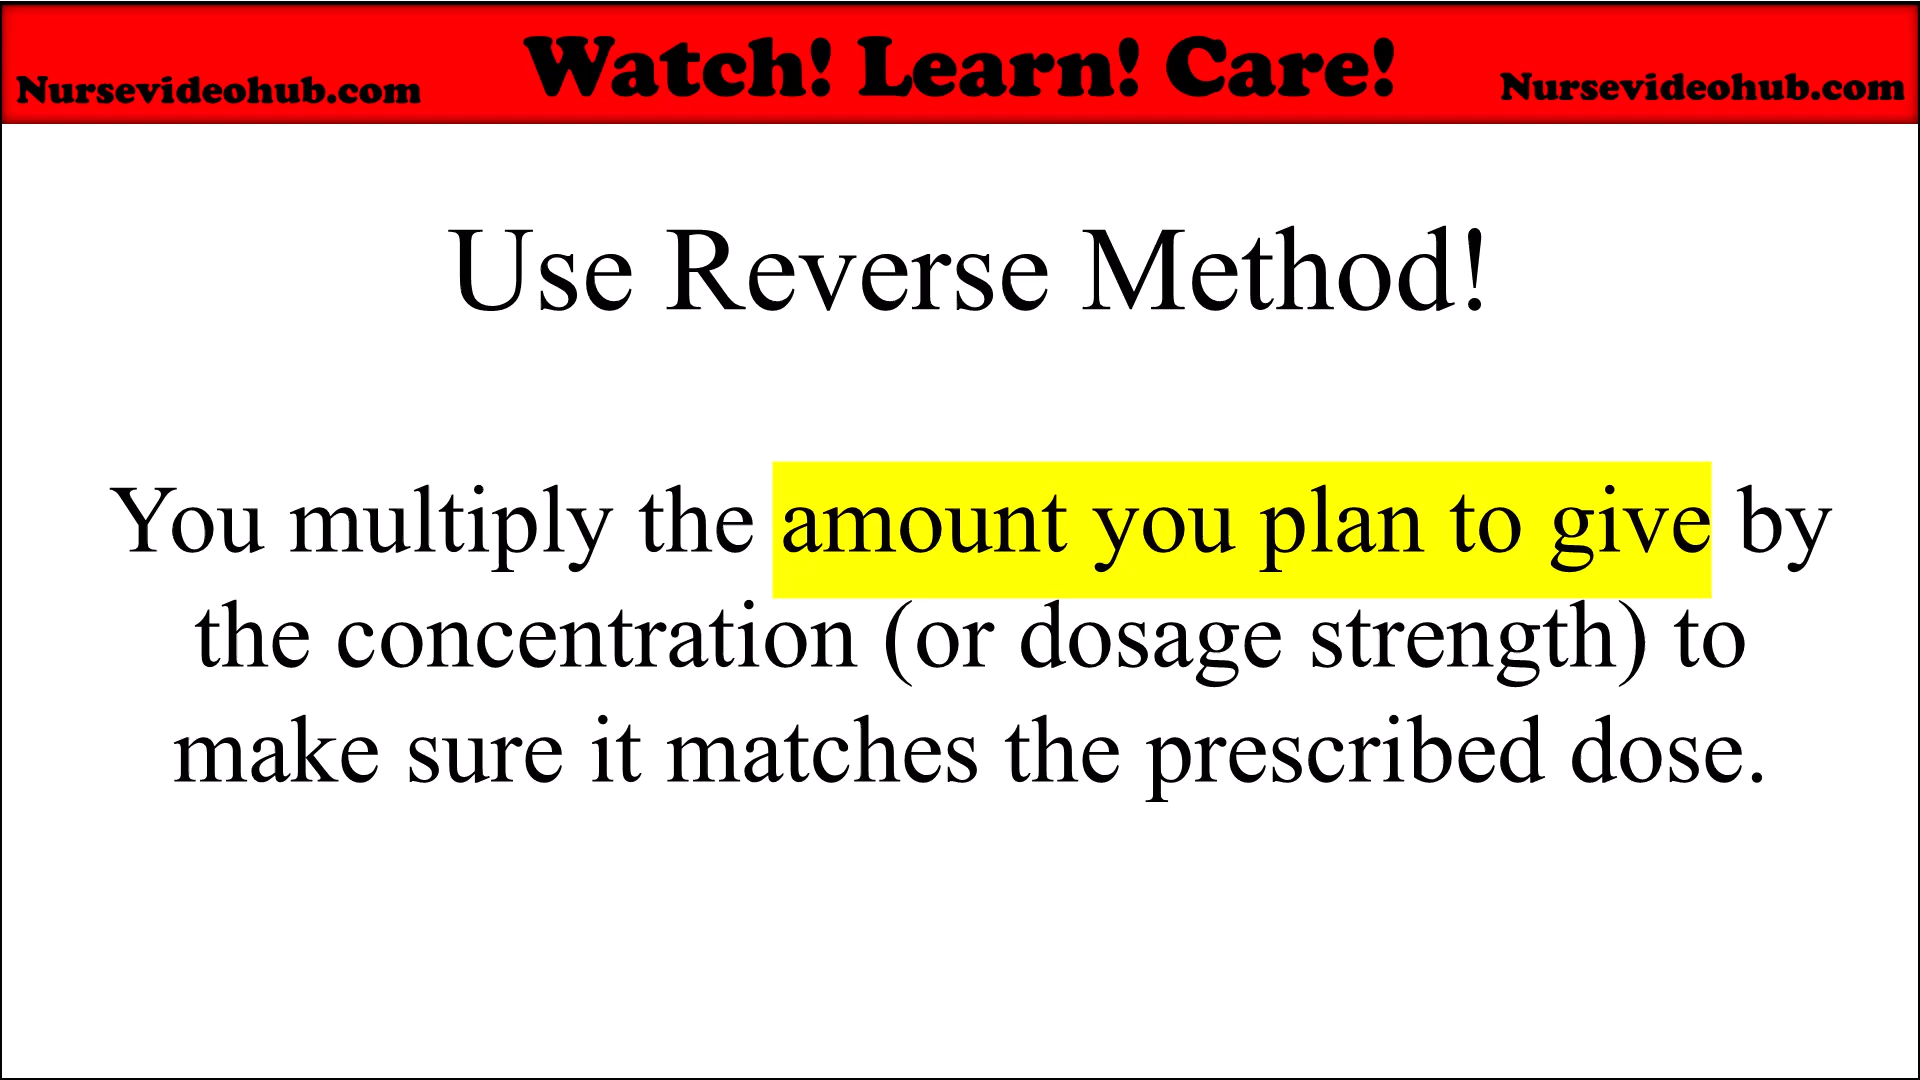 Nursevideohub.com
Watch! Learn! Care!
Nursevideohub.com
Use Reverse Method!
You multiply the amount you plan to give by
the concentration (or dosage strength) to
make sure it matches the prescribed dose.